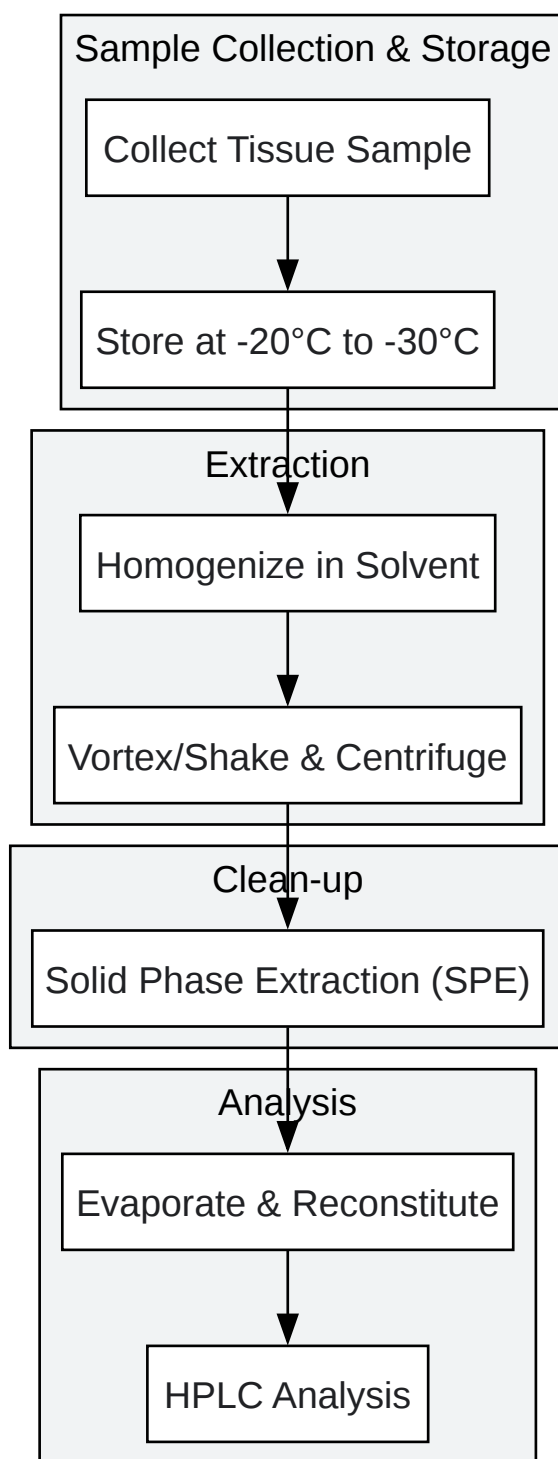 Sample Collection & Storage
Collect Tissue Sample
Store at -20°C to -30°C
Extraction
Homogenize in Solvent
Vortex/Shake & Centrifuge
Clean-up
Solid Phase Extraction (SPE)
Analysis
Evaporate & Reconstitute
HPLC Analysis